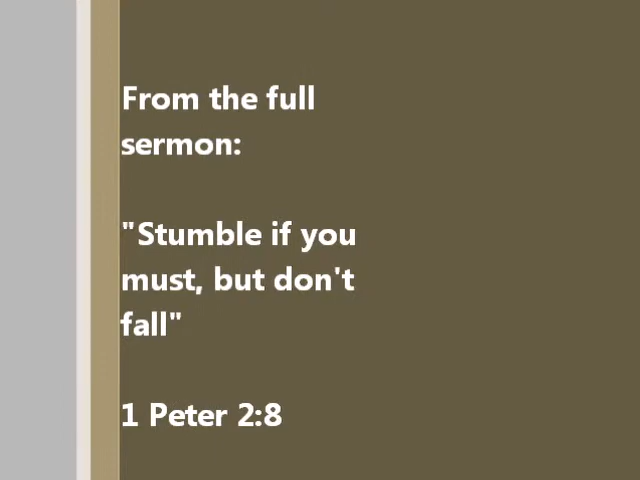 From the full
sermon:
"Stumble if you
must, but don't
fall"
1 Peter 2:8